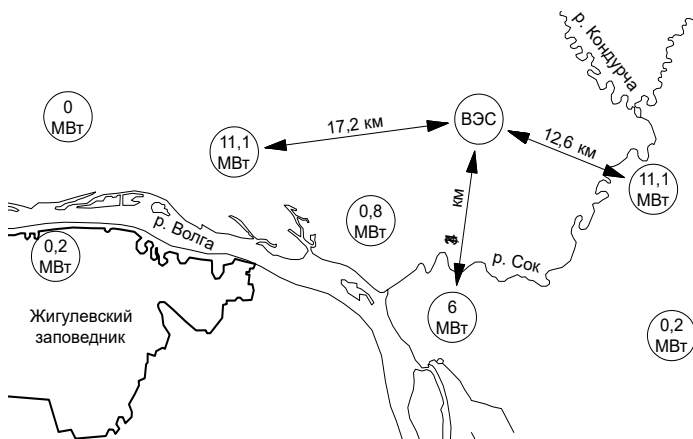 р. Кондурча
0
МВт
ВЭС
17,2 км
12,6 км
11,1
МВт
11,1
МВт
0,8
МВт
км
р. Волга
0,2
МВт
р. Сок
6
МВт
Жигулевский
заповедник
0,2
МВт